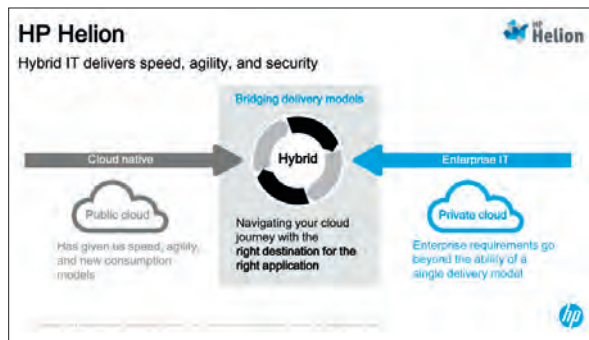 HP Helion
HP
Helion
Hybrid IT delivers speed, agility, and security
Bridging delivery models
Cloud native
Hybrid
Enterprise IT
Public cloud
Has given us speed, agility,
and new consumption
models
Navigating your cloud
journey with the
right destination for the
right application
Private cloud
Enterprise requirements go
beyond the ability of a
single delivery model
hp